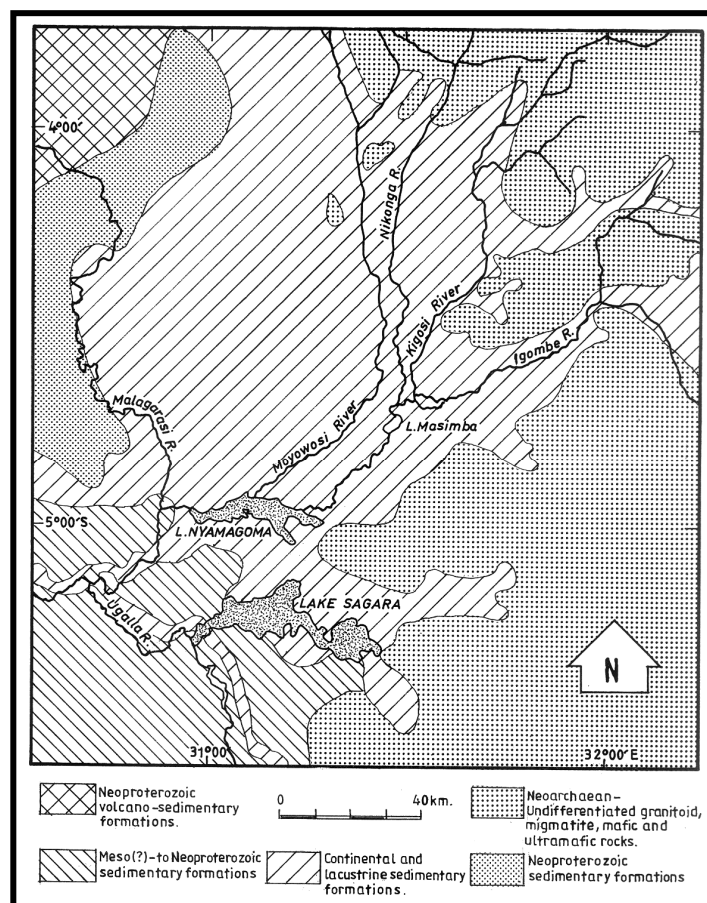 4°00'
Nikonga R.
Kigosi River
Igombe R.
Malagarasi R.
Moyowosi River
L.Masimba
5°00'S
L.NYAMAGOMA
LAKE SAGARA
Ugalla R.
N
31°00'
32°00'E
Neoproterozoic
volcano-sedimentary
formations.
0 40km.
Neoarchaean-
Undifferentiated granitoid,
migmatite, mafic and
ultramafic rocks.
Meso(?)-to Neoproterozoic
sedimentary formations
Continental and
lacustrine sedimentary
formations.
Neoproterozoic
sedimentary formations